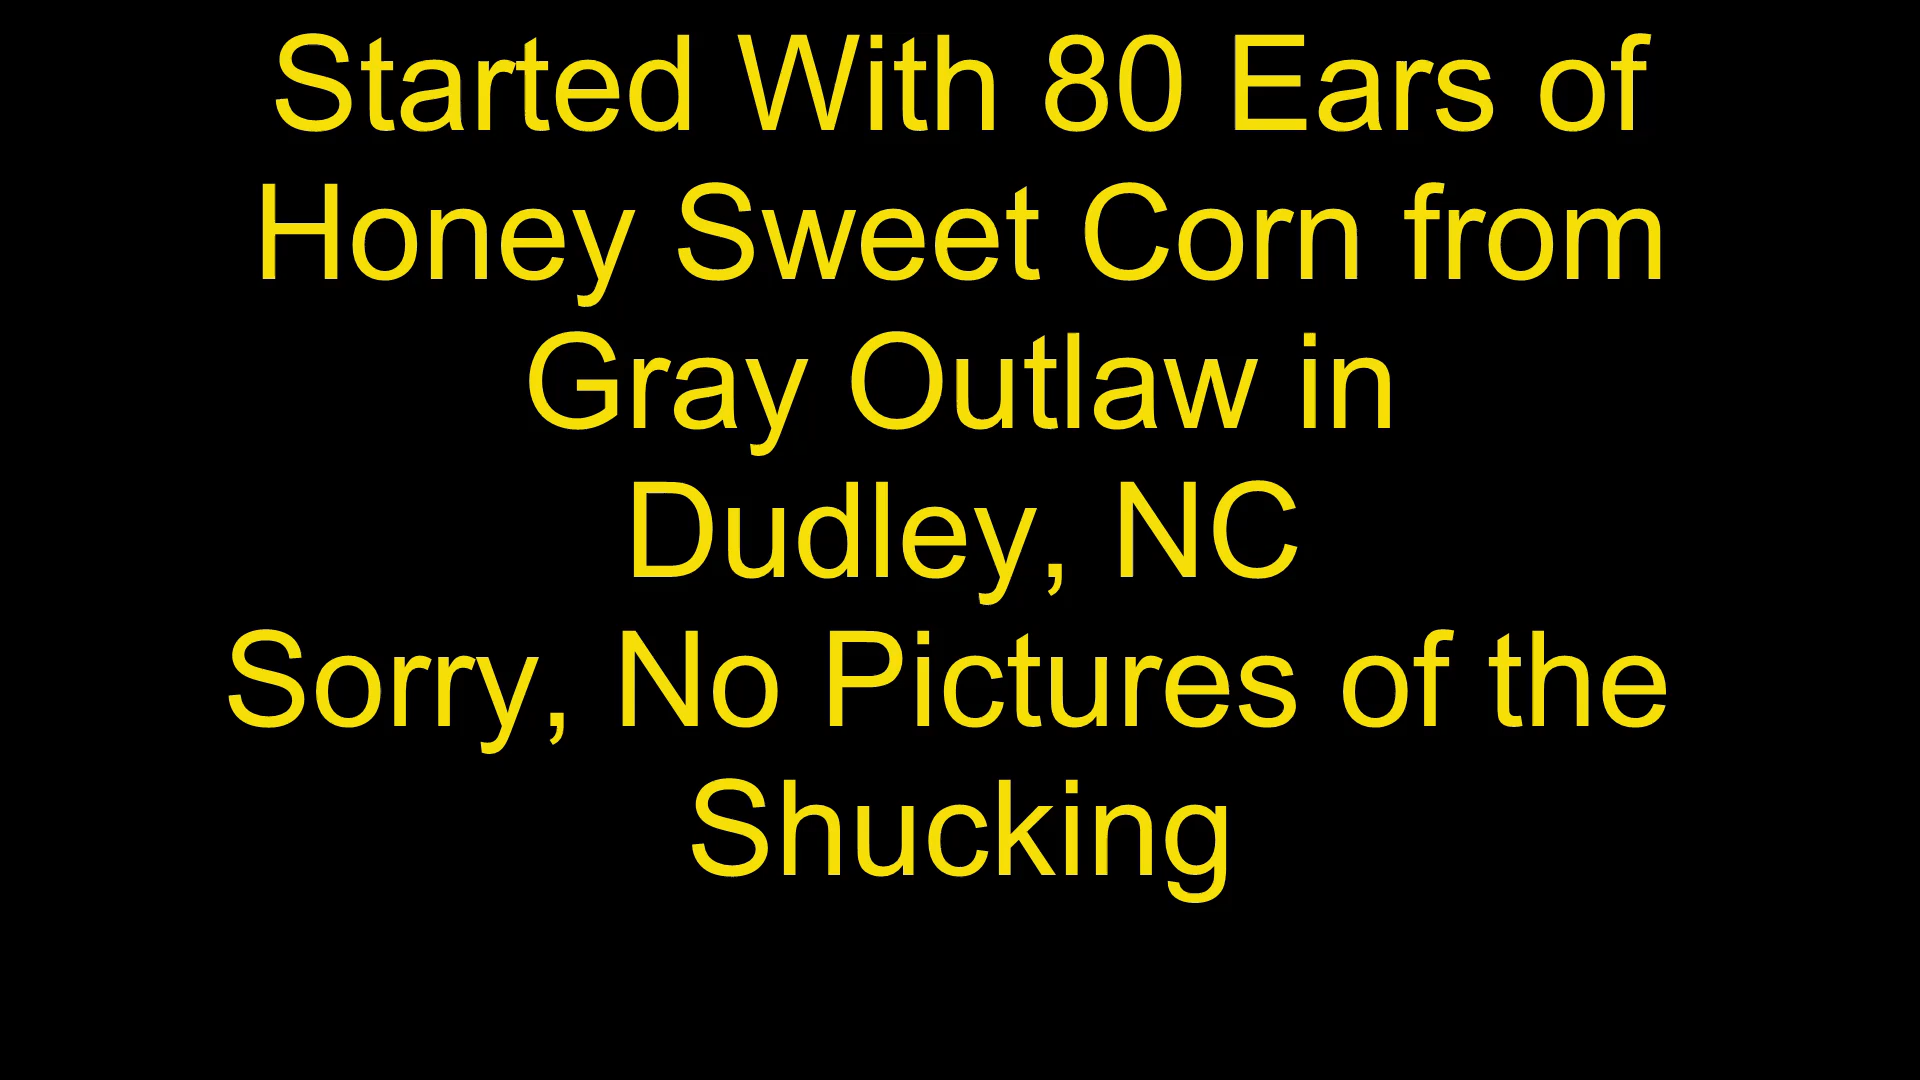 Started With 80 Ears of
Honey Sweet Corn from
Gray Outlaw in
Dudley, NC
Sorry, No Pictures of the
Shucking